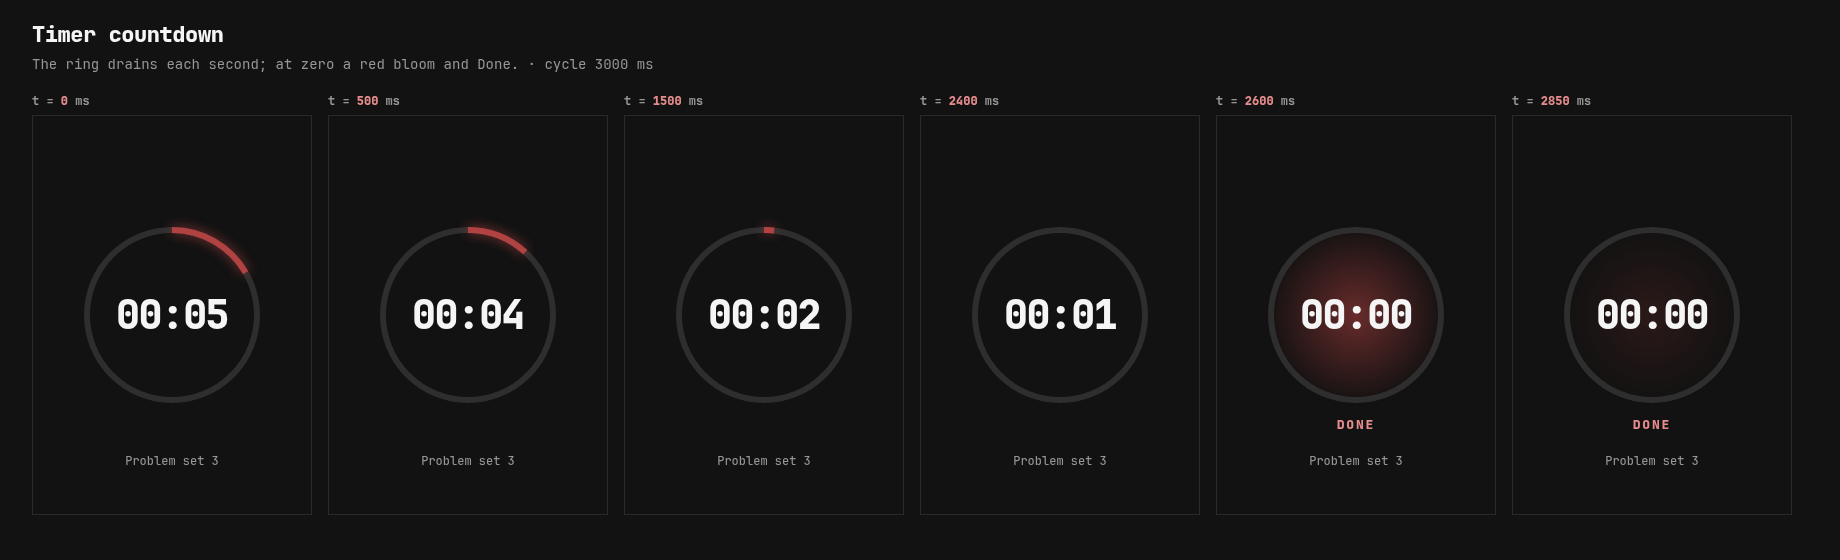 Timer countdown
The ring drains each second; at zero a red bloom and Done. · cycle 3000 ms
t = 0 ms
t = 500 ms
t = 1500 ms
t = 2400 ms
t = 2600 ms
t = 2850 ms
00:05
00:04
00:02
00:01
00:00
00:00
DONE
DONE
Problem set 3
Problem set 3
Problem set 3
Problem set 3
Problem set 3
Problem set 3